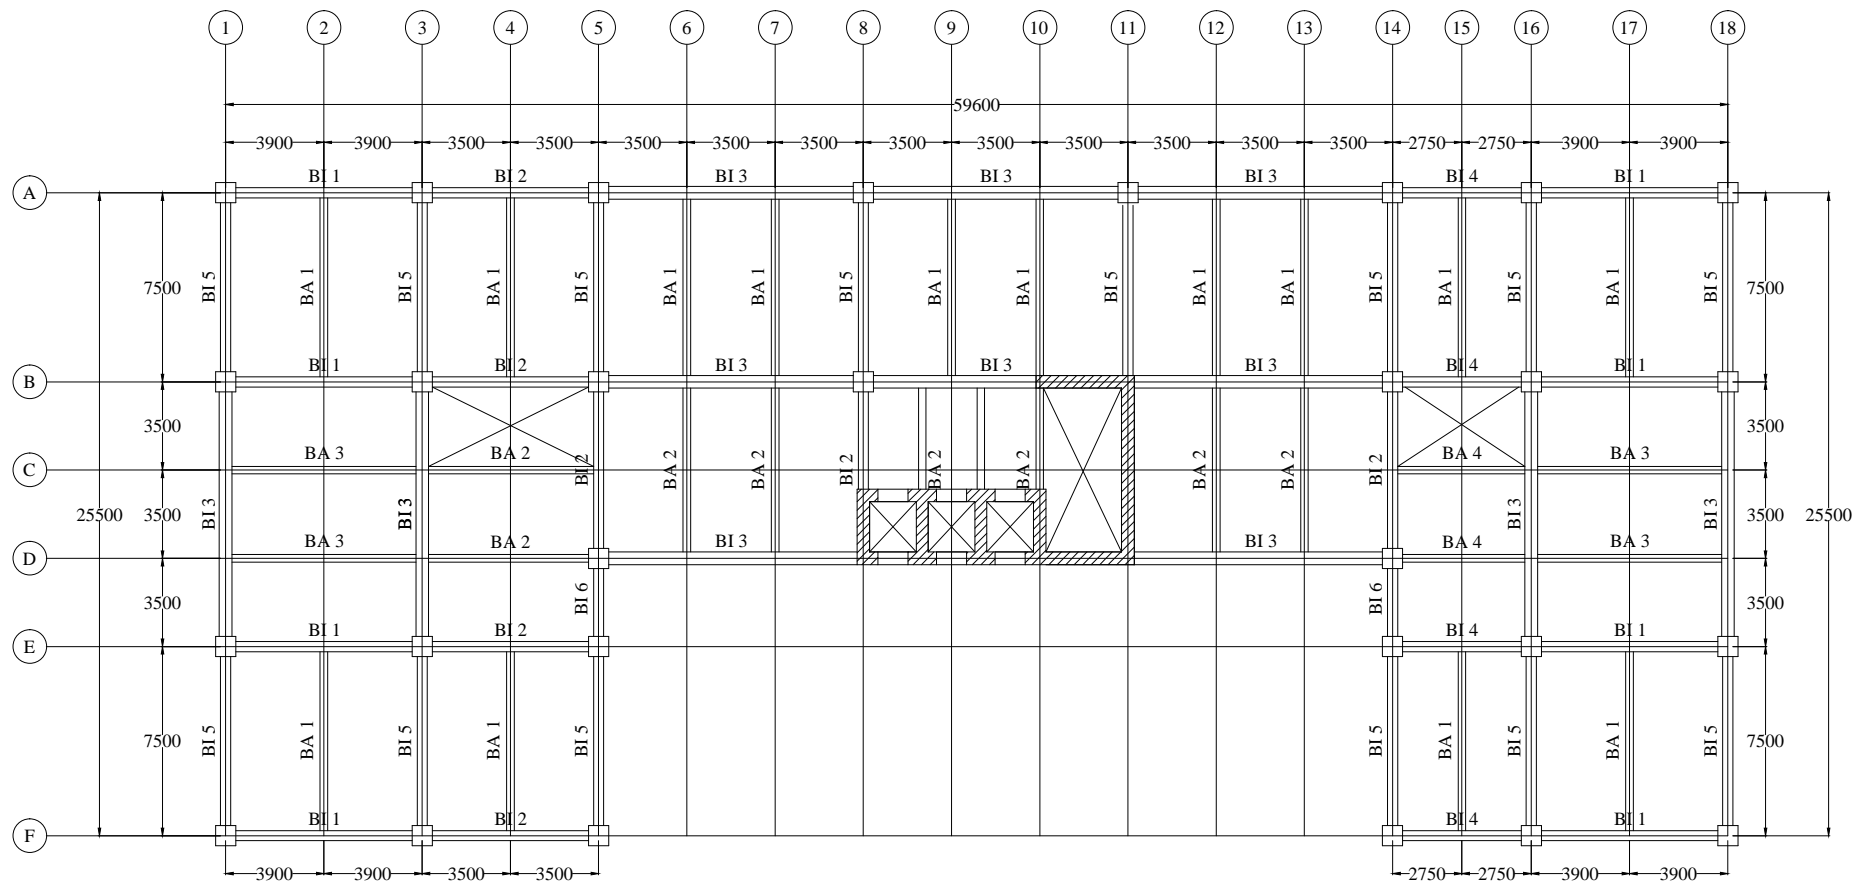 1 2 3 4 5 6 7 8 9 10 11 12 13 14 15 16 17 18
59600
3900 3900 3500 3500 3500 3500 3500 3500 3500 3500 3500 3500 3500 2750 2750 3900 3900
BI 1 BI 2 BI 3 BI 3 BI 3 BI 4 BI 1
A
7500 BI 5 BA 1 BI 5 BA 1 BI 5 BA 1 BA 1 BI 5 BA 1 BA 1 BI 5 BA 1 BA 1 BI 5 BA 1 BI 5 BA 1 BI 5 7500
BI 1 BI 2 BI 3 BI 3 BI 3 BI 4 BI 1
B
3500 3500
BA 3 BA 2 BA 4 BA 3
C
BI 2 BA 2 BA 2 BI 2 BA 2 BA 2 BA 2 BA 2 BI 2
25500 3500 BI 3 BI 3 BI 3 BI 3 3500 25500
BA 3 BA 2 BI 3 BI 3 BA 4 BA 3
D
3500 BI 6 BI 6 3500
BI 1 BI 2 BI 4 BI 1
E
7500 BI 5 BA 1 BI 5 BA 1 BI 5 BI 5 BA 1 BI 5 BA 1 BI 5 7500
BI 1 BI 2 BI 4 BI 1
F
3900 3900 3500 3500 2750 2750 3900 3900